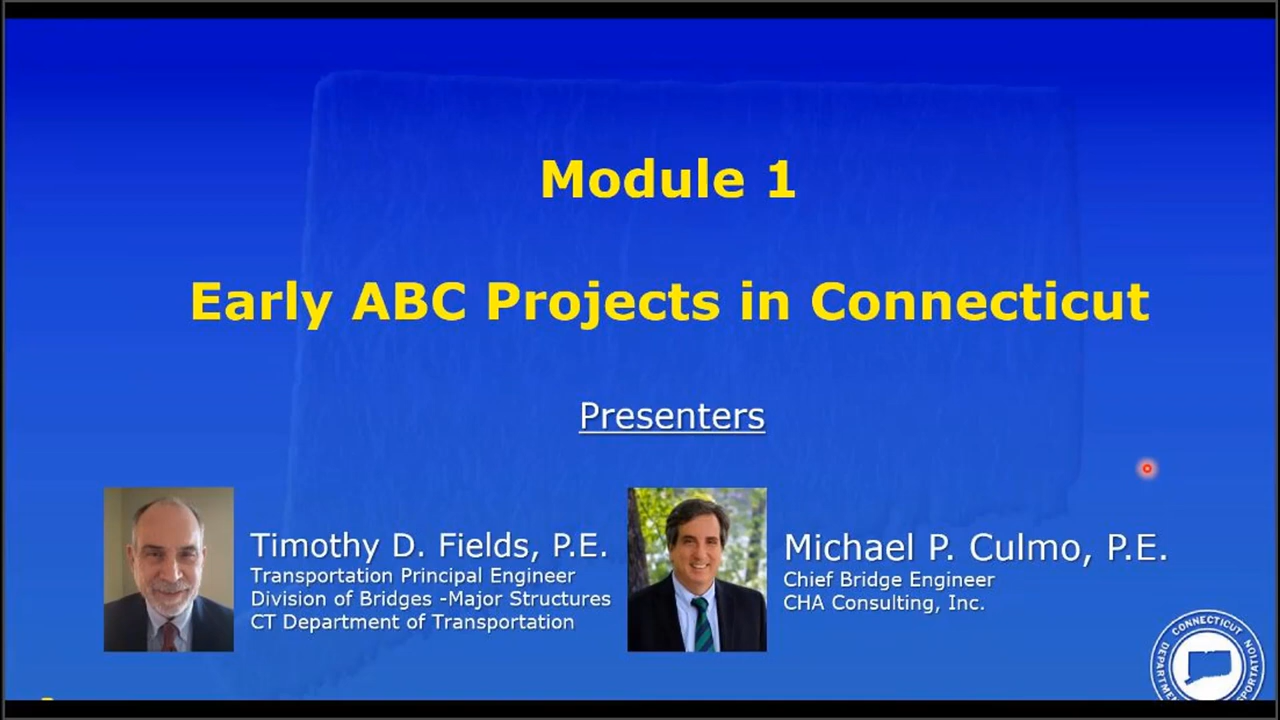 Module 1
Early ABC Projects in Connecticut
Presenters
Timothy D. Fields, P.E.
Transportation Principal Engineer
Division of Bridges -Major Structures
CT Department of Transportation
Michael P. Culmo, P.E.
Chief Bridge Engineer
CHA Consulting, Inc.
CONNECTICUT